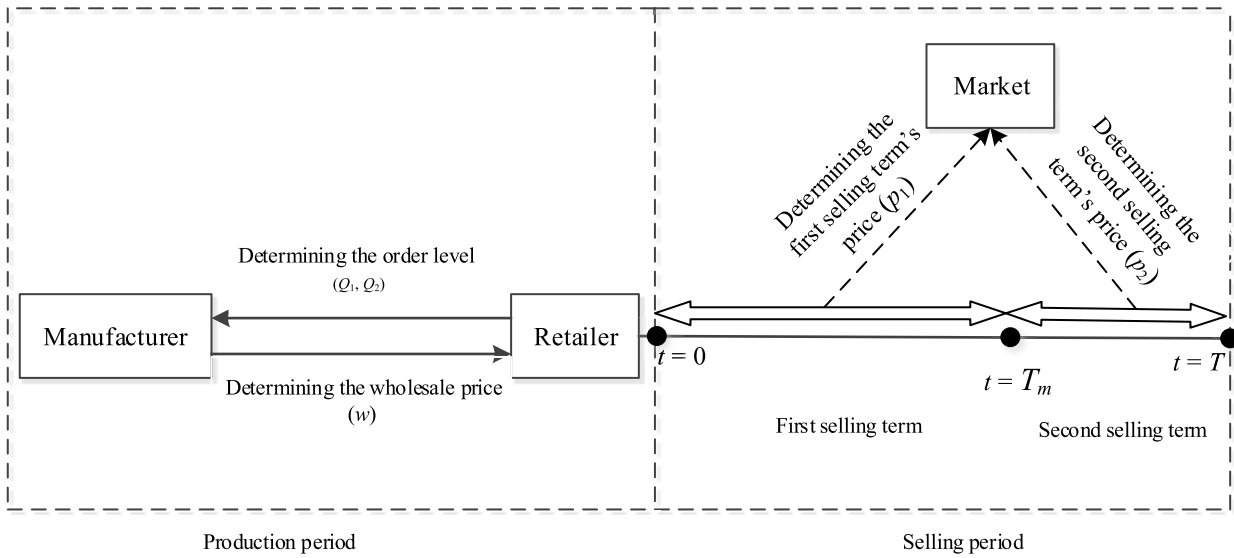 Market
Determining the
first selling term's
price (p₁)
Determining the
second selling
term's price (p₂)
Determining the order level
(Q₁, Q₂)
Manufacturer
Retailer
Determining the wholesale price
(w)
t = 0
t = Tₘ
t = T
First selling term
Second selling term
Production period
Selling period